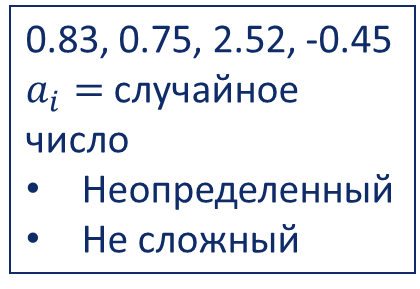 0.83, 0.75, 2.52, -0.45
aᵢ = случайное
число
• Неопределенный
• Не сложный